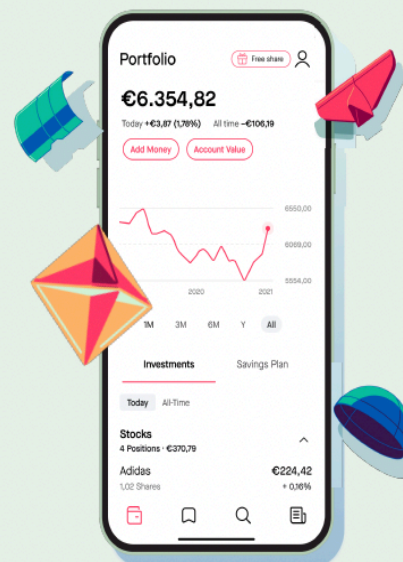 Portfolio
Free share
€6.354,82
Today +€3,87 (1,78%) All time -€106,19
Add Money
Account Value
6550,00
6069,00
5554,00
2020
2021
1M 3M 6M Y All
Investments
Savings Plan
Today
All-Time
Stocks
4 Positions · €370,79
Adidas
€224,42
1,02 Shares
+ 0,16%